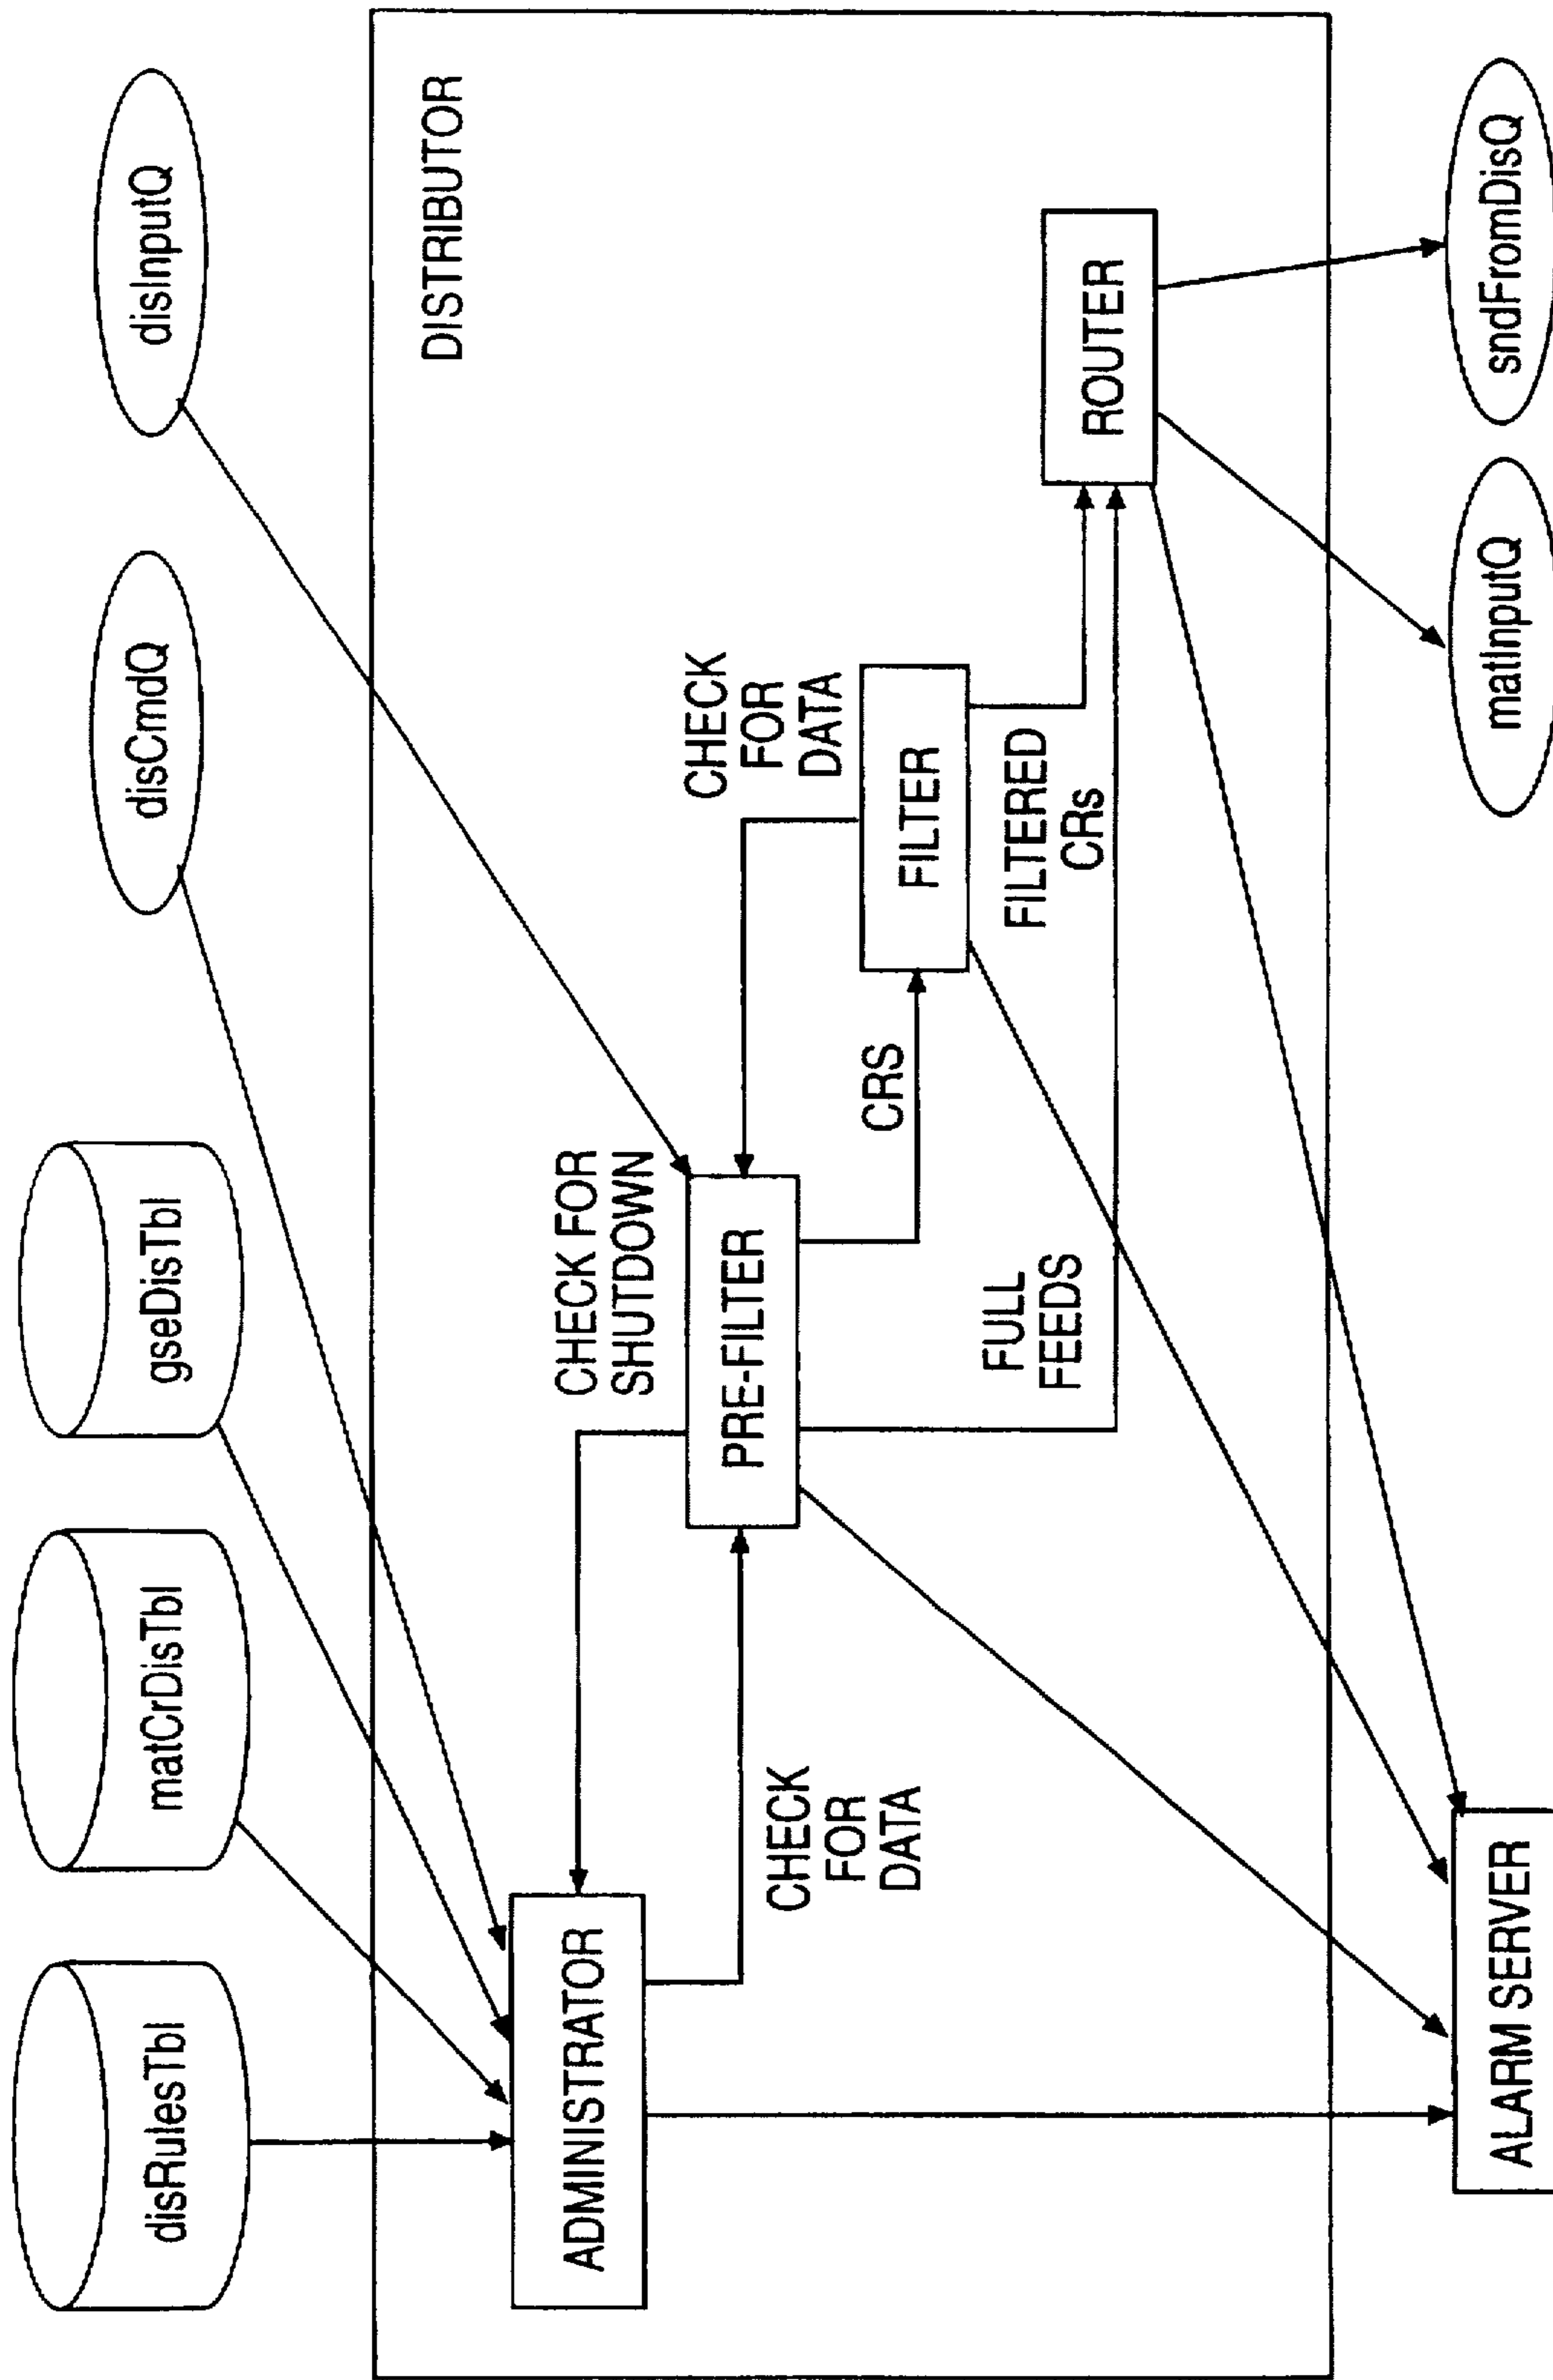 disRulesTbl
matCrDisTbl
gseDisTbl
disCmdQ
disInputQ
DISTRIBUTOR
ADMINISTRATOR
CHECK FOR
SHUTDOWN
PRE-FILTER
CHECK
FOR
DATA
CHECK
FOR
DATA
CRS
FILTER
FULL
FEEDS
FILTERED
CRs
ROUTER
ALARM SERVER
matInputQ
sndFromDisQ